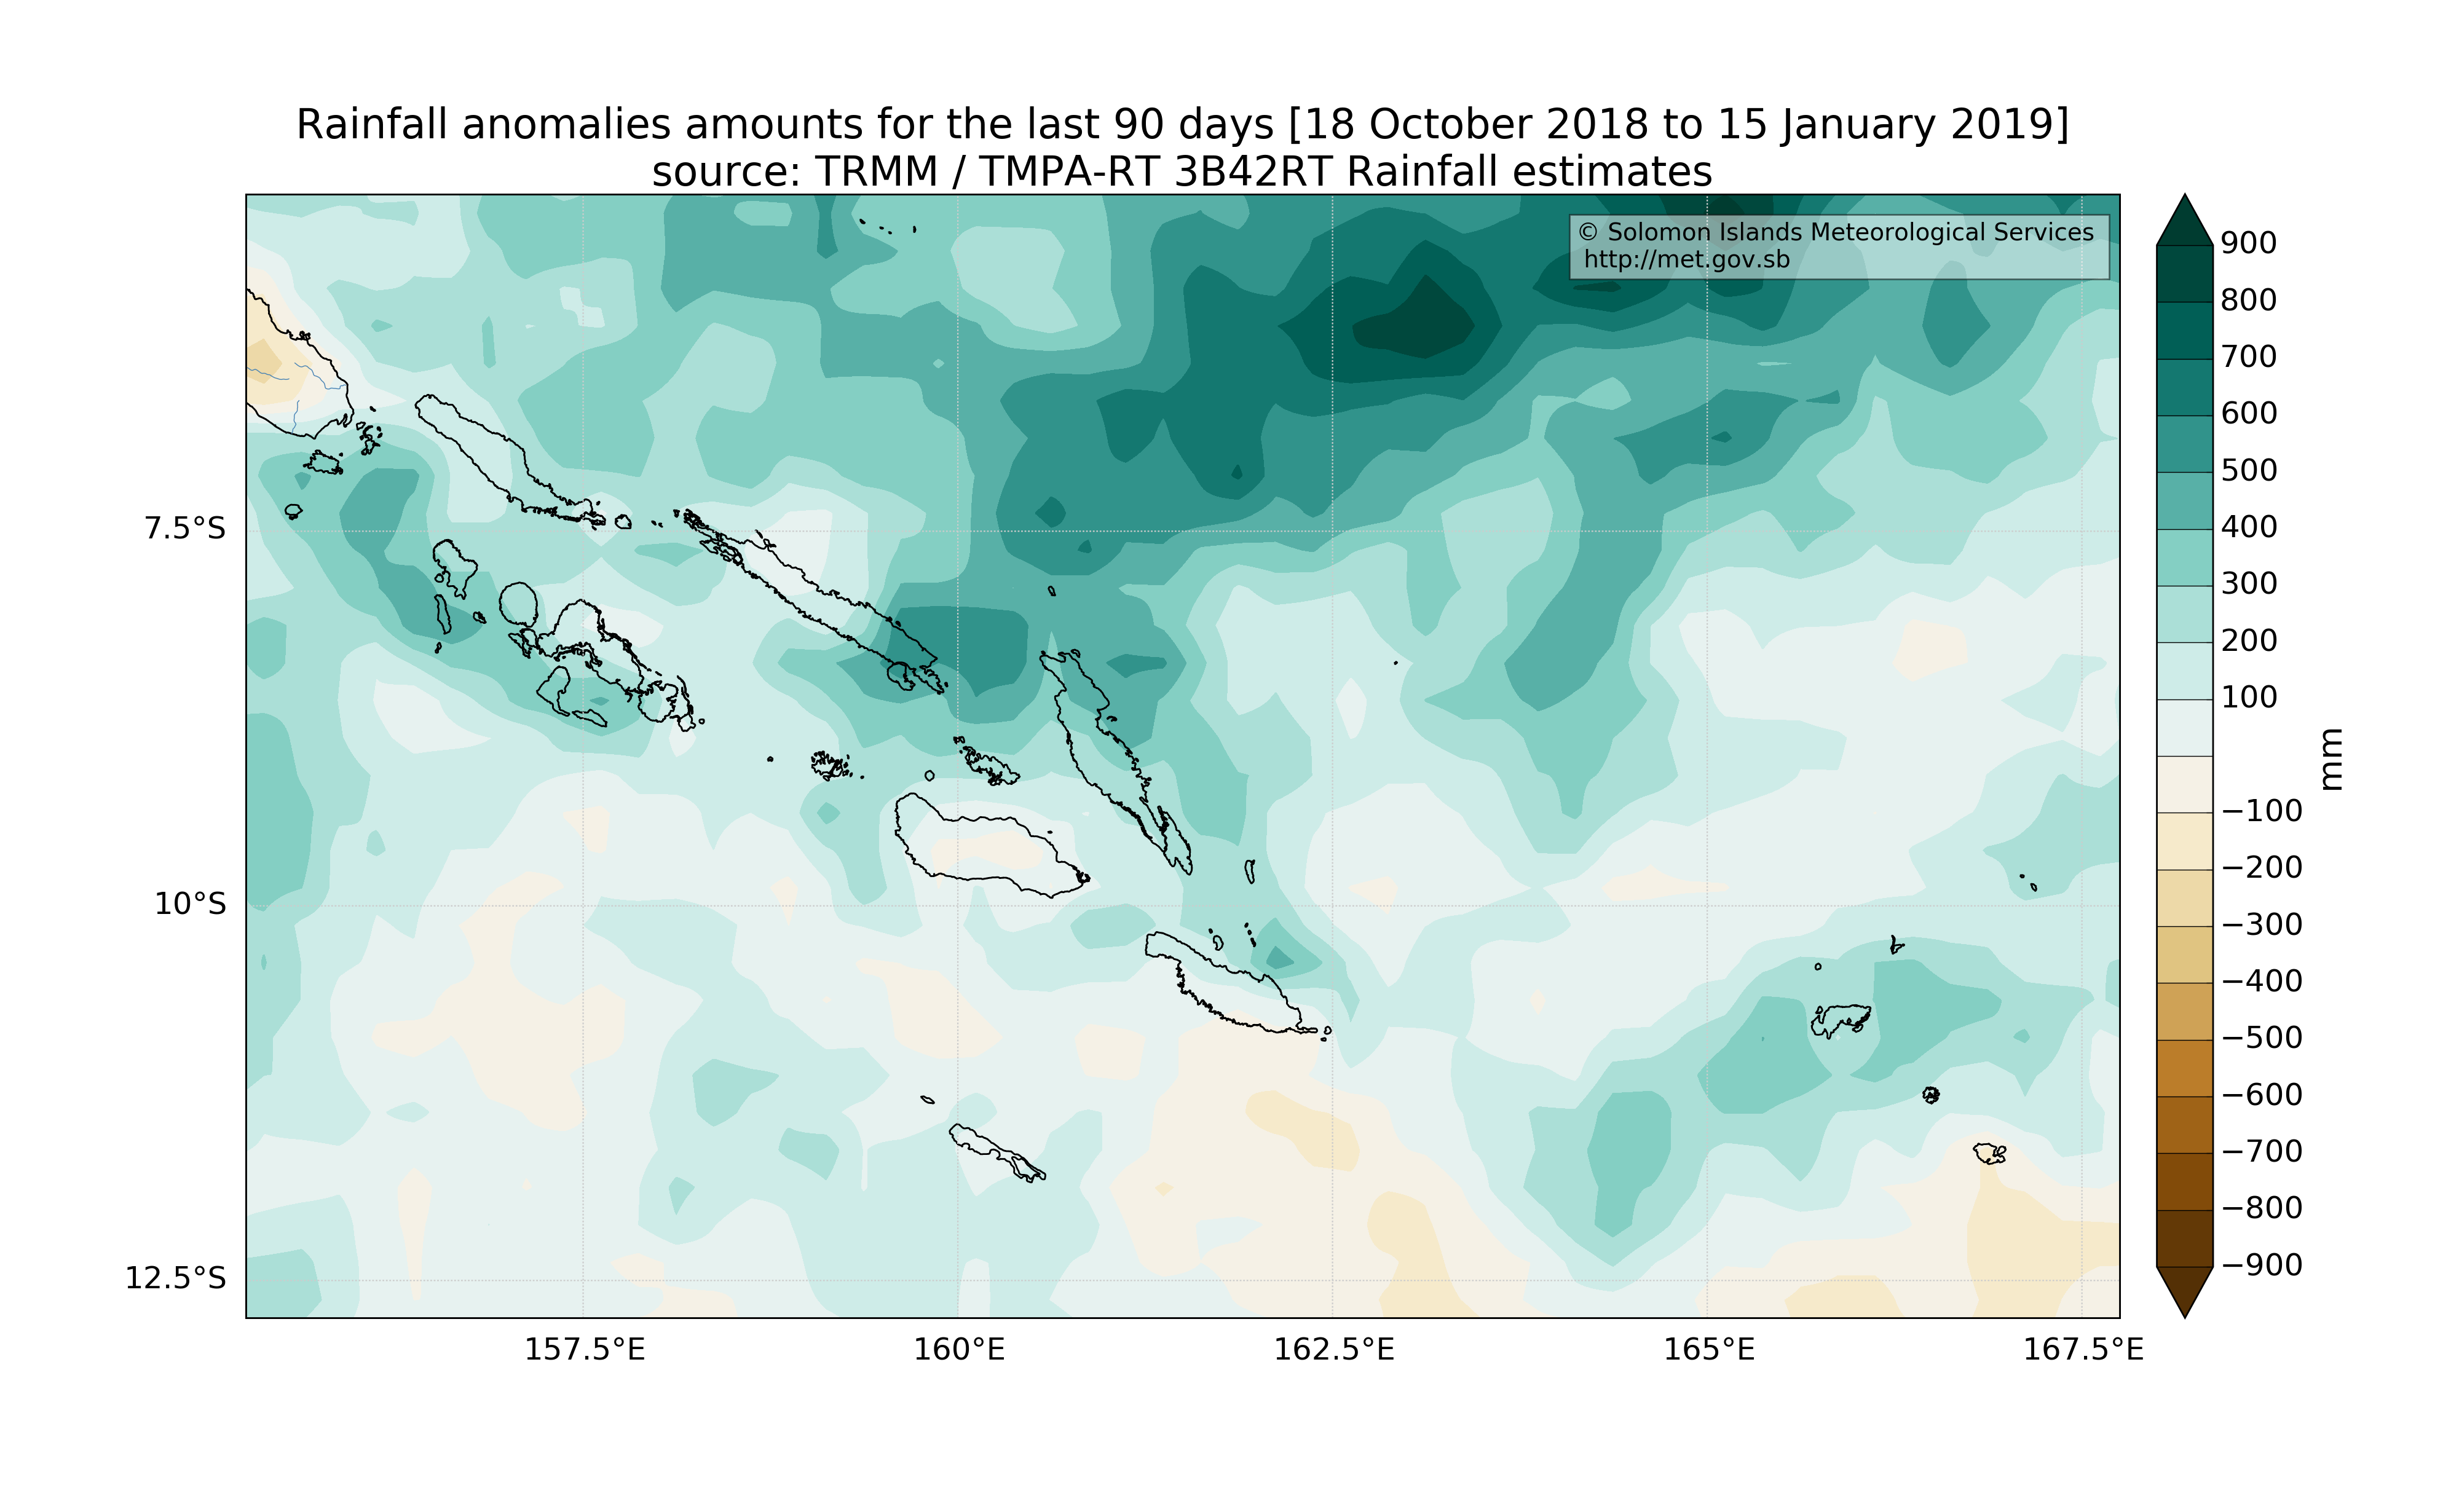 Rainfall anomalies amounts for the last 90 days [18 October 2018 to 15 January 2019]
source: TRMM / TMPA-RT 3B42RT Rainfall estimates
© Solomon Islands Meteorological Services
http://met.gov.sb
7.5°S
10°S
12.5°S
157.5°E
160°E
162.5°E
165°E
167.5°E
900
800
700
600
500
400
300
200
100
−100
−200
−300
−400
−500
−600
−700
−800
−900
mm